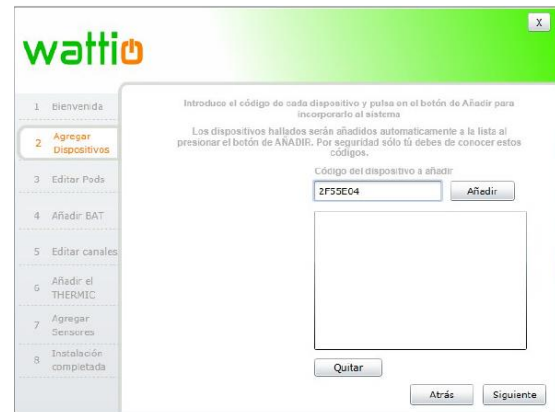 X
wattio
1 Bienvenida
2 Agregar
Dispositivos
3 Editar Pods
4 Añadir BAT
5 Editar canales
6 Añadir el
THERMIC
7 Agregar
Sensores
8 Instalación
completada
Introduce el código de cada dispositivo y pulsa en el botón de Añadir para
incorporarlo al sistema
Los dispositivos hallados serán añadidos automaticamente a la lista al
presionar el botón de AÑADIR. Por seguridad sólo tú debes de conocer estos
códigos.
Código del dispositivo a añadir
2F55E04
Añadir
Quitar
Atrás
Siguiente